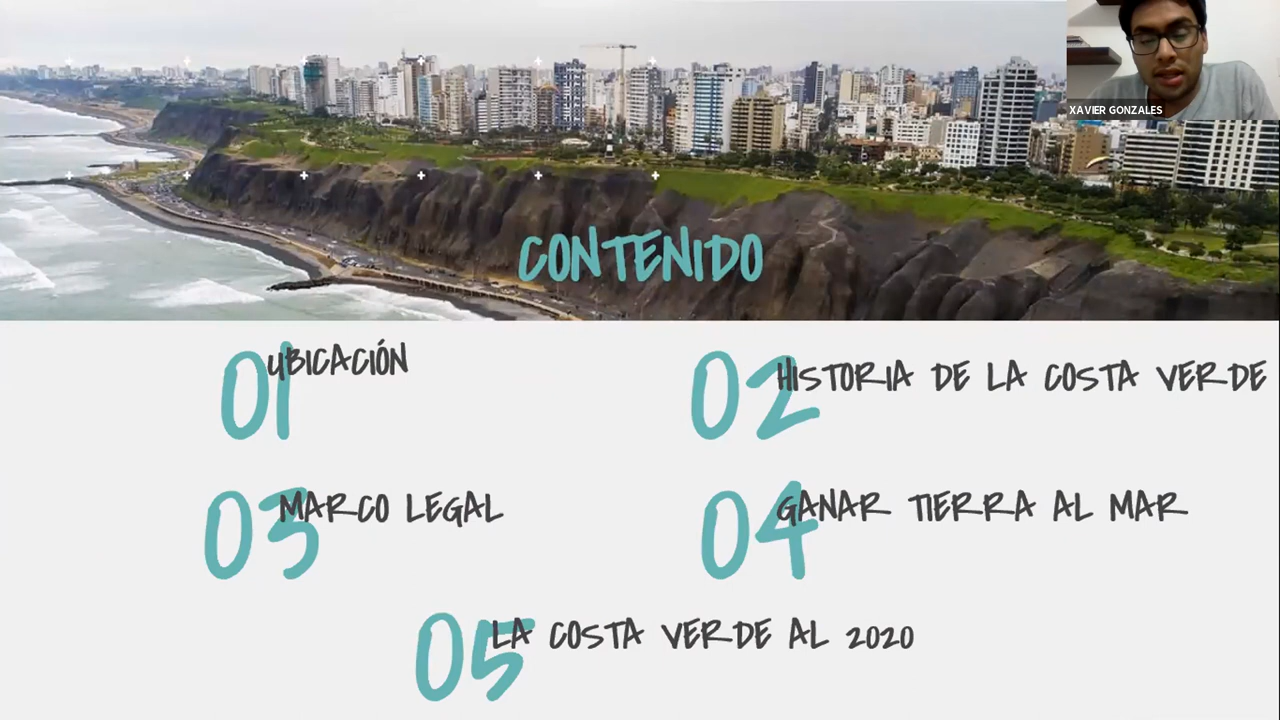 XAVIER GONZALES
CONTENIDO
01 UBICACIÓN
02 HISTORIA DE LA COSTA VERDE
03 MARCO LEGAL
04 GANAR TIERRA AL MAR
05 LA COSTA VERDE AL 2020